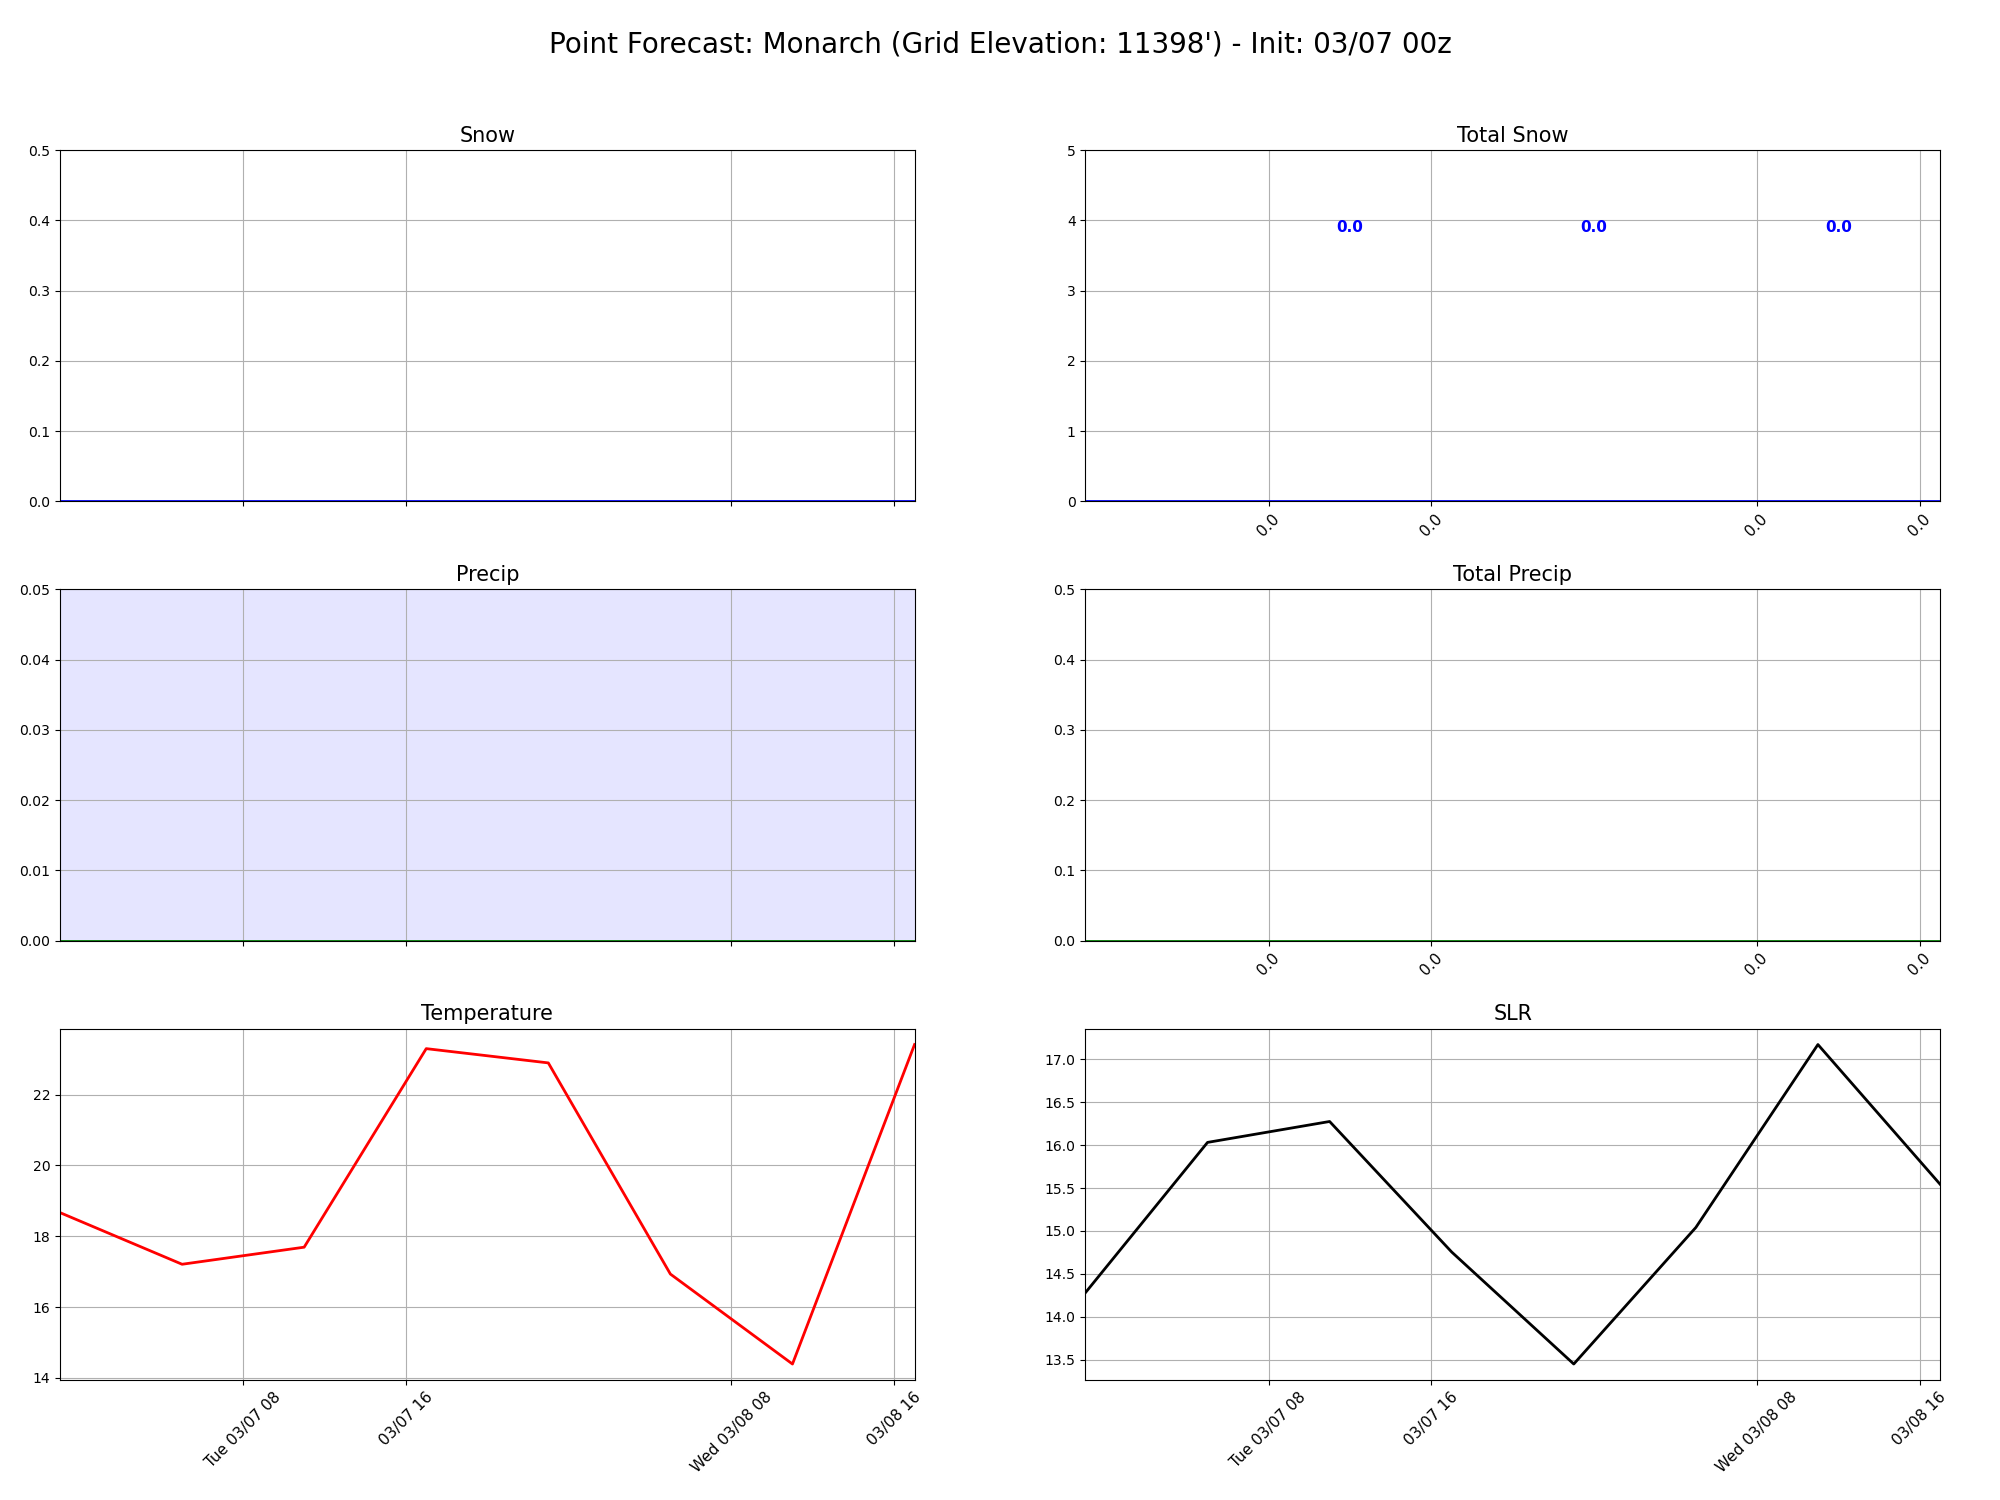 Point Forecast: Monarch (Grid Elevation: 11398') - Init: 03/07 00z
Snow
0.5
0.4
0.3
0.2
0.1
0.0
Total Snow
5
4
3
2
1
0
0.0 0.0 0.0
0.0 0.0 0.0 0.0
Precip
0.05
0.04
0.03
0.02
0.01
0.00
Total Precip
0.5
0.4
0.3
0.2
0.1
0.0
0.0 0.0 0.0 0.0
Temperature
22
20
18
16
14
Tue 03/07 08
03/07 16
Wed 03/08 08
03/08 16
SLR
17.0
16.5
16.0
15.5
15.0
14.5
14.0
13.5
Tue 03/07 08
03/07 16
Wed 03/08 08
03/08 16